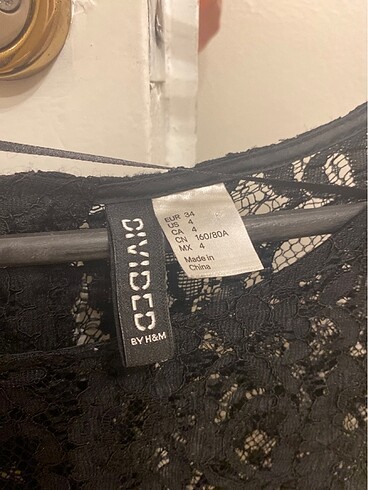 DIVIDED
BY H&M
EUR 34
US 4
CA 4
CN 160/80A
MX 4
Made in
China